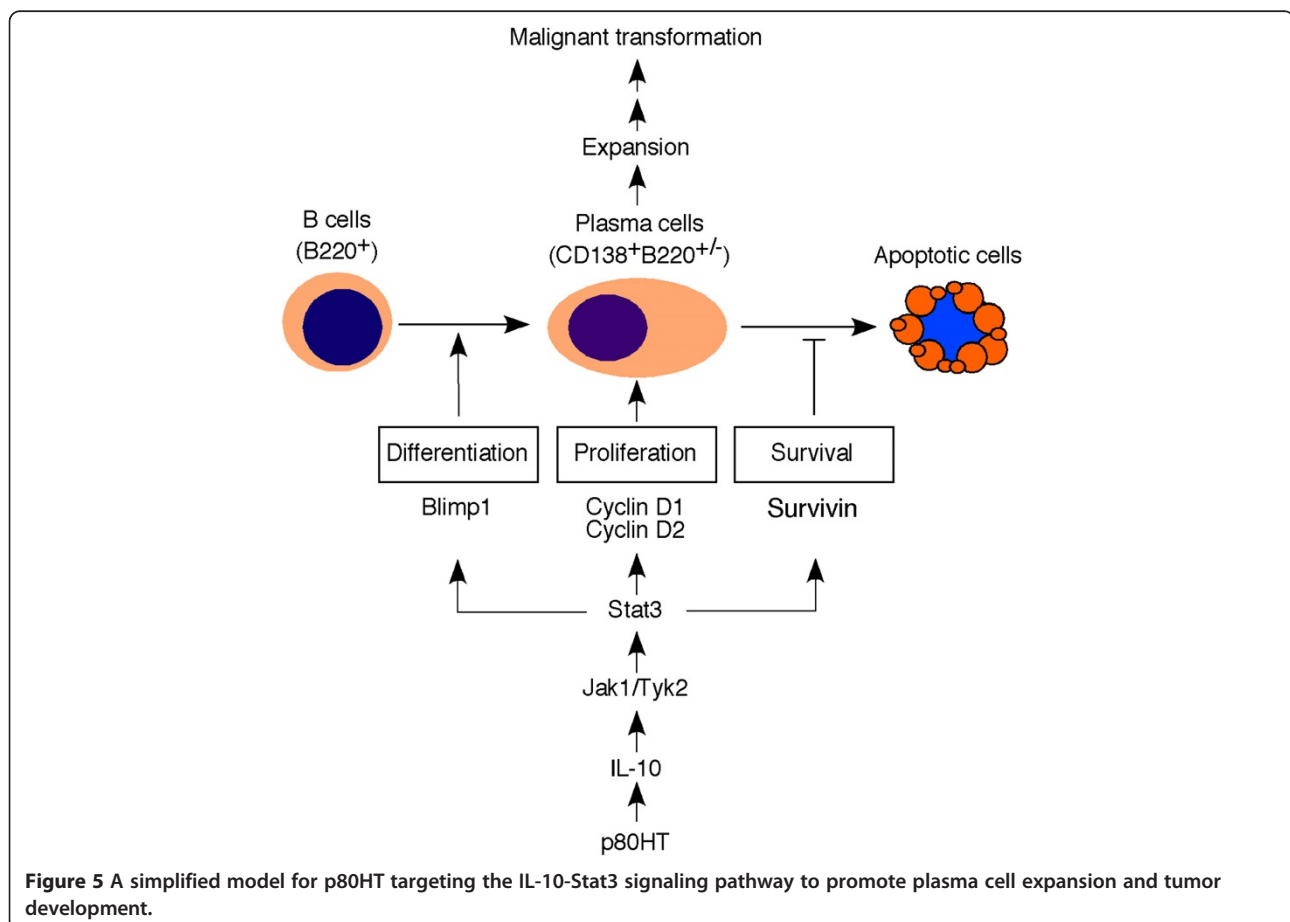 Malignant transformation
Expansion
B cells
(B220+)
Plasma cells
(CD138+B220+/-)
Apoptotic cells
Differentiation
Proliferation
Survival
Blimp1
Cyclin D1
Cyclin D2
Survivin
Stat3
Jak1/Tyk2
IL-10
p80HT
Figure 5 A simplified model for p80HT targeting the IL-10-Stat3 signaling pathway to promote plasma cell expansion and tumor
development.